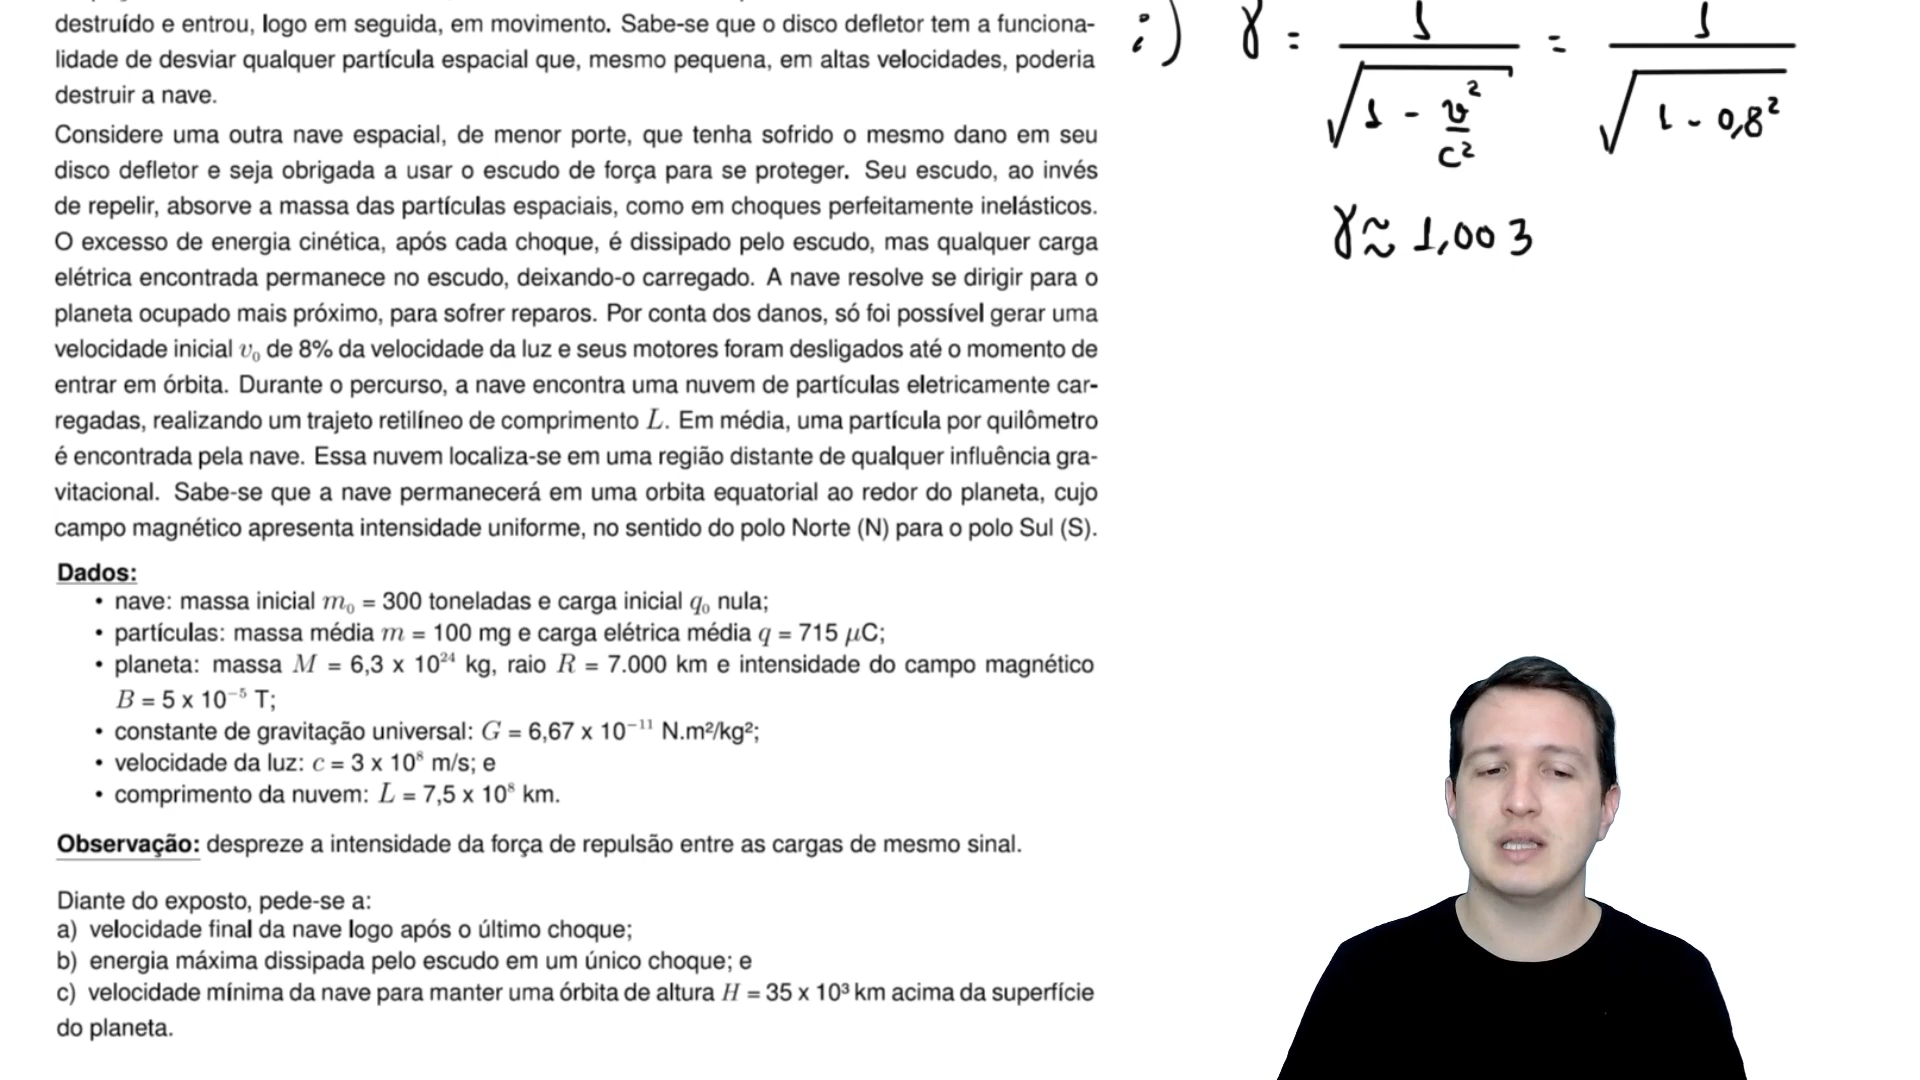 destruído e entrou, logo em seguida, em movimento. Sabe-se que o disco defletor tem a funciona-
lidade de desviar qualquer partícula espacial que, mesmo pequena, em altas velocidades, poderia
destruir a nave.
Considere uma outra nave espacial, de menor porte, que tenha sofrido o mesmo dano em seu
disco defletor e seja obrigada a usar o escudo de força para se proteger. Seu escudo, ao invés
de repelir, absorve a massa das partículas espaciais, como em choques perfeitamente inelásticos.
O excesso de energia cinética, após cada choque, é dissipado pelo escudo, mas qualquer carga
elétrica encontrada permanece no escudo, deixando-o carregado. A nave resolve se dirigir para o
planeta ocupado mais próximo, para sofrer reparos. Por conta dos danos, só foi possível gerar uma
velocidade inicial v₀ de 8% da velocidade da luz e seus motores foram desligados até o momento de
entrar em órbita. Durante o percurso, a nave encontra uma nuvem de partículas eletricamente car-
regadas, realizando um trajeto retilíneo de comprimento L. Em média, uma partícula por quilômetro
é encontrada pela nave. Essa nuvem localiza-se em uma região distante de qualquer influência gra-
vitacional. Sabe-se que a nave permanecerá em uma orbita equatorial ao redor do planeta, cujo
campo magnético apresenta intensidade uniforme, no sentido do polo Norte (N) para o polo Sul (S).
Dados:
• nave: massa inicial m₀ = 300 toneladas e carga inicial q₀ nula;
• partículas: massa média m = 100 mg e carga elétrica média q = 715 μC;
• planeta: massa M = 6,3 x 10²⁴ kg, raio R = 7.000 km e intensidade do campo magnético
B = 5 x 10⁻⁵ T;
• constante de gravitação universal: G = 6,67 x 10⁻¹¹ N.m²/kg²;
• velocidade da luz: c = 3 x 10⁸ m/s; e
• comprimento da nuvem: L = 7,5 x 10⁸ km.
Observação: despreze a intensidade da força de repulsão entre as cargas de mesmo sinal.
Diante do exposto, pede-se a:
a) velocidade final da nave logo após o último choque;
b) energia máxima dissipada pelo escudo em um único choque; e
c) velocidade mínima da nave para manter uma órbita de altura H = 35 x 10³ km acima da superfície
do planeta.
i) γ = 1/√(1 - v²/c²) = 1/√(1 - 0,8²)
γ ≈ 1,003